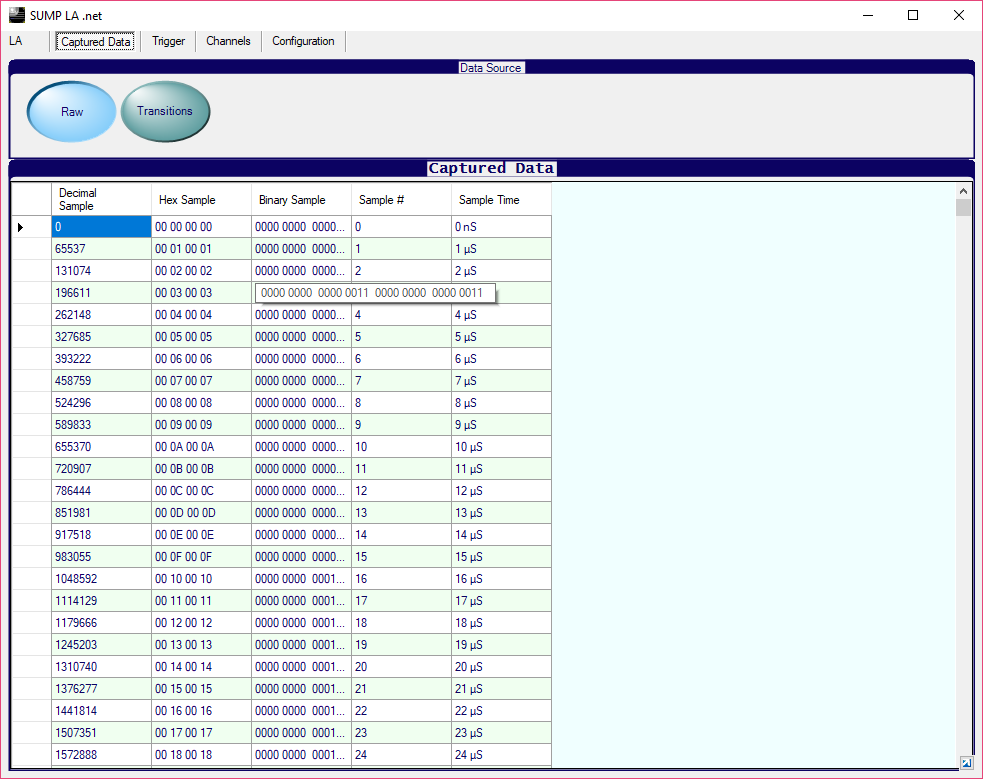 SUMP LA .net
LA Captured Data Trigger Channels Configuration
Data Source
Raw Transitions
Captured Data
Decimal Sample Hex Sample Binary Sample Sample # Sample Time
0 00 00 00 00 0000 0000 0000... 0 0 nS
65537 00 01 00 01 0000 0000 0000... 1 1 µS
131074 00 02 00 02 0000 0000 0000... 2 2 µS
196611 00 03 00 03 0000 0000 0000 0011 0000 0000 0000 0011
262148 00 04 00 04 0000 0000 0000... 4 4 µS
327685 00 05 00 05 0000 0000 0000... 5 5 µS
393222 00 06 00 06 0000 0000 0000... 6 6 µS
458759 00 07 00 07 0000 0000 0000... 7 7 µS
524296 00 08 00 08 0000 0000 0000... 8 8 µS
589833 00 09 00 09 0000 0000 0000... 9 9 µS
655370 00 0A 00 0A 0000 0000 0000... 10 10 µS
720907 00 0B 00 0B 0000 0000 0000... 11 11 µS
786444 00 0C 00 0C 0000 0000 0000... 12 12 µS
851981 00 0D 00 0D 0000 0000 0000... 13 13 µS
917518 00 0E 00 0E 0000 0000 0000... 14 14 µS
983055 00 0F 00 0F 0000 0000 0000... 15 15 µS
1048592 00 10 00 10 0000 0000 0001... 16 16 µS
1114129 00 11 00 11 0000 0000 0001... 17 17 µS
1179666 00 12 00 12 0000 0000 0001... 18 18 µS
1245203 00 13 00 13 0000 0000 0001... 19 19 µS
1310740 00 14 00 14 0000 0000 0001... 20 20 µS
1376277 00 15 00 15 0000 0000 0001... 21 21 µS
1441814 00 16 00 16 0000 0000 0001... 22 22 µS
1507351 00 17 00 17 0000 0000 0001... 23 23 µS
1572888 00 18 00 18 0000 0000 0001... 24 24 µS